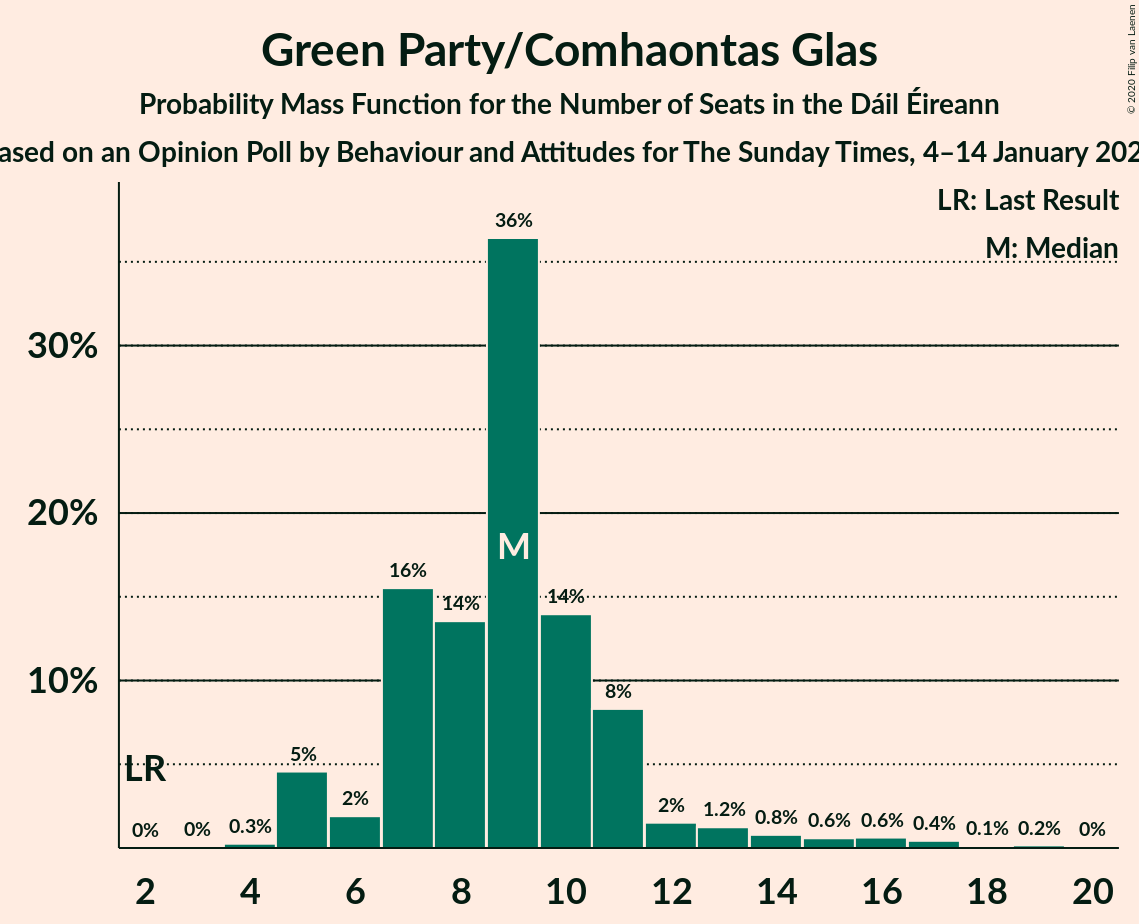 Green Party/Comhaontas Glas
Probability Mass Function for the Number of Seats in the Dáil Éireann
ased on an Opinion Poll by Behaviour and Attitudes for The Sunday Times, 4–14 January 202
© 2020 Filip van Laenen
LR: Last Result
M: Median
36%
30%
20%
M
16%
14%
14%
10%
8%
LR
5%
2%
0%
0%
0.3%
2%
1.2%
0.8%
0.6%
0.6%
0.4%
0.1%
0.2%
0%
2 4 6 8 10 12 14 16 18 20